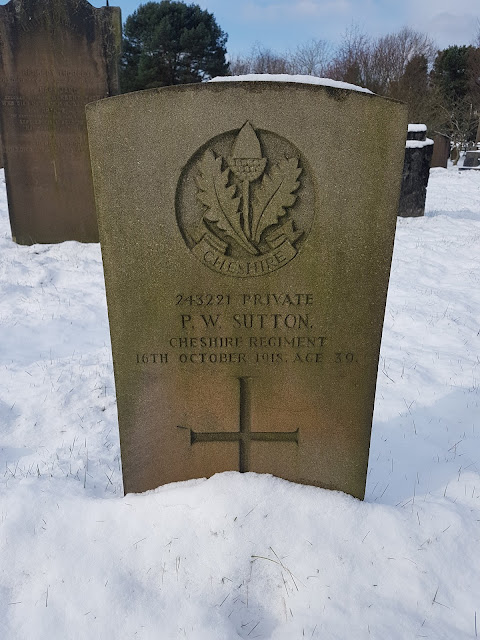 CHESHIRE
243221 PRIVATE
P. W. SUTTON.
CHESHIRE REGIMENT
16TH OCTOBER 1918. AGE 30.